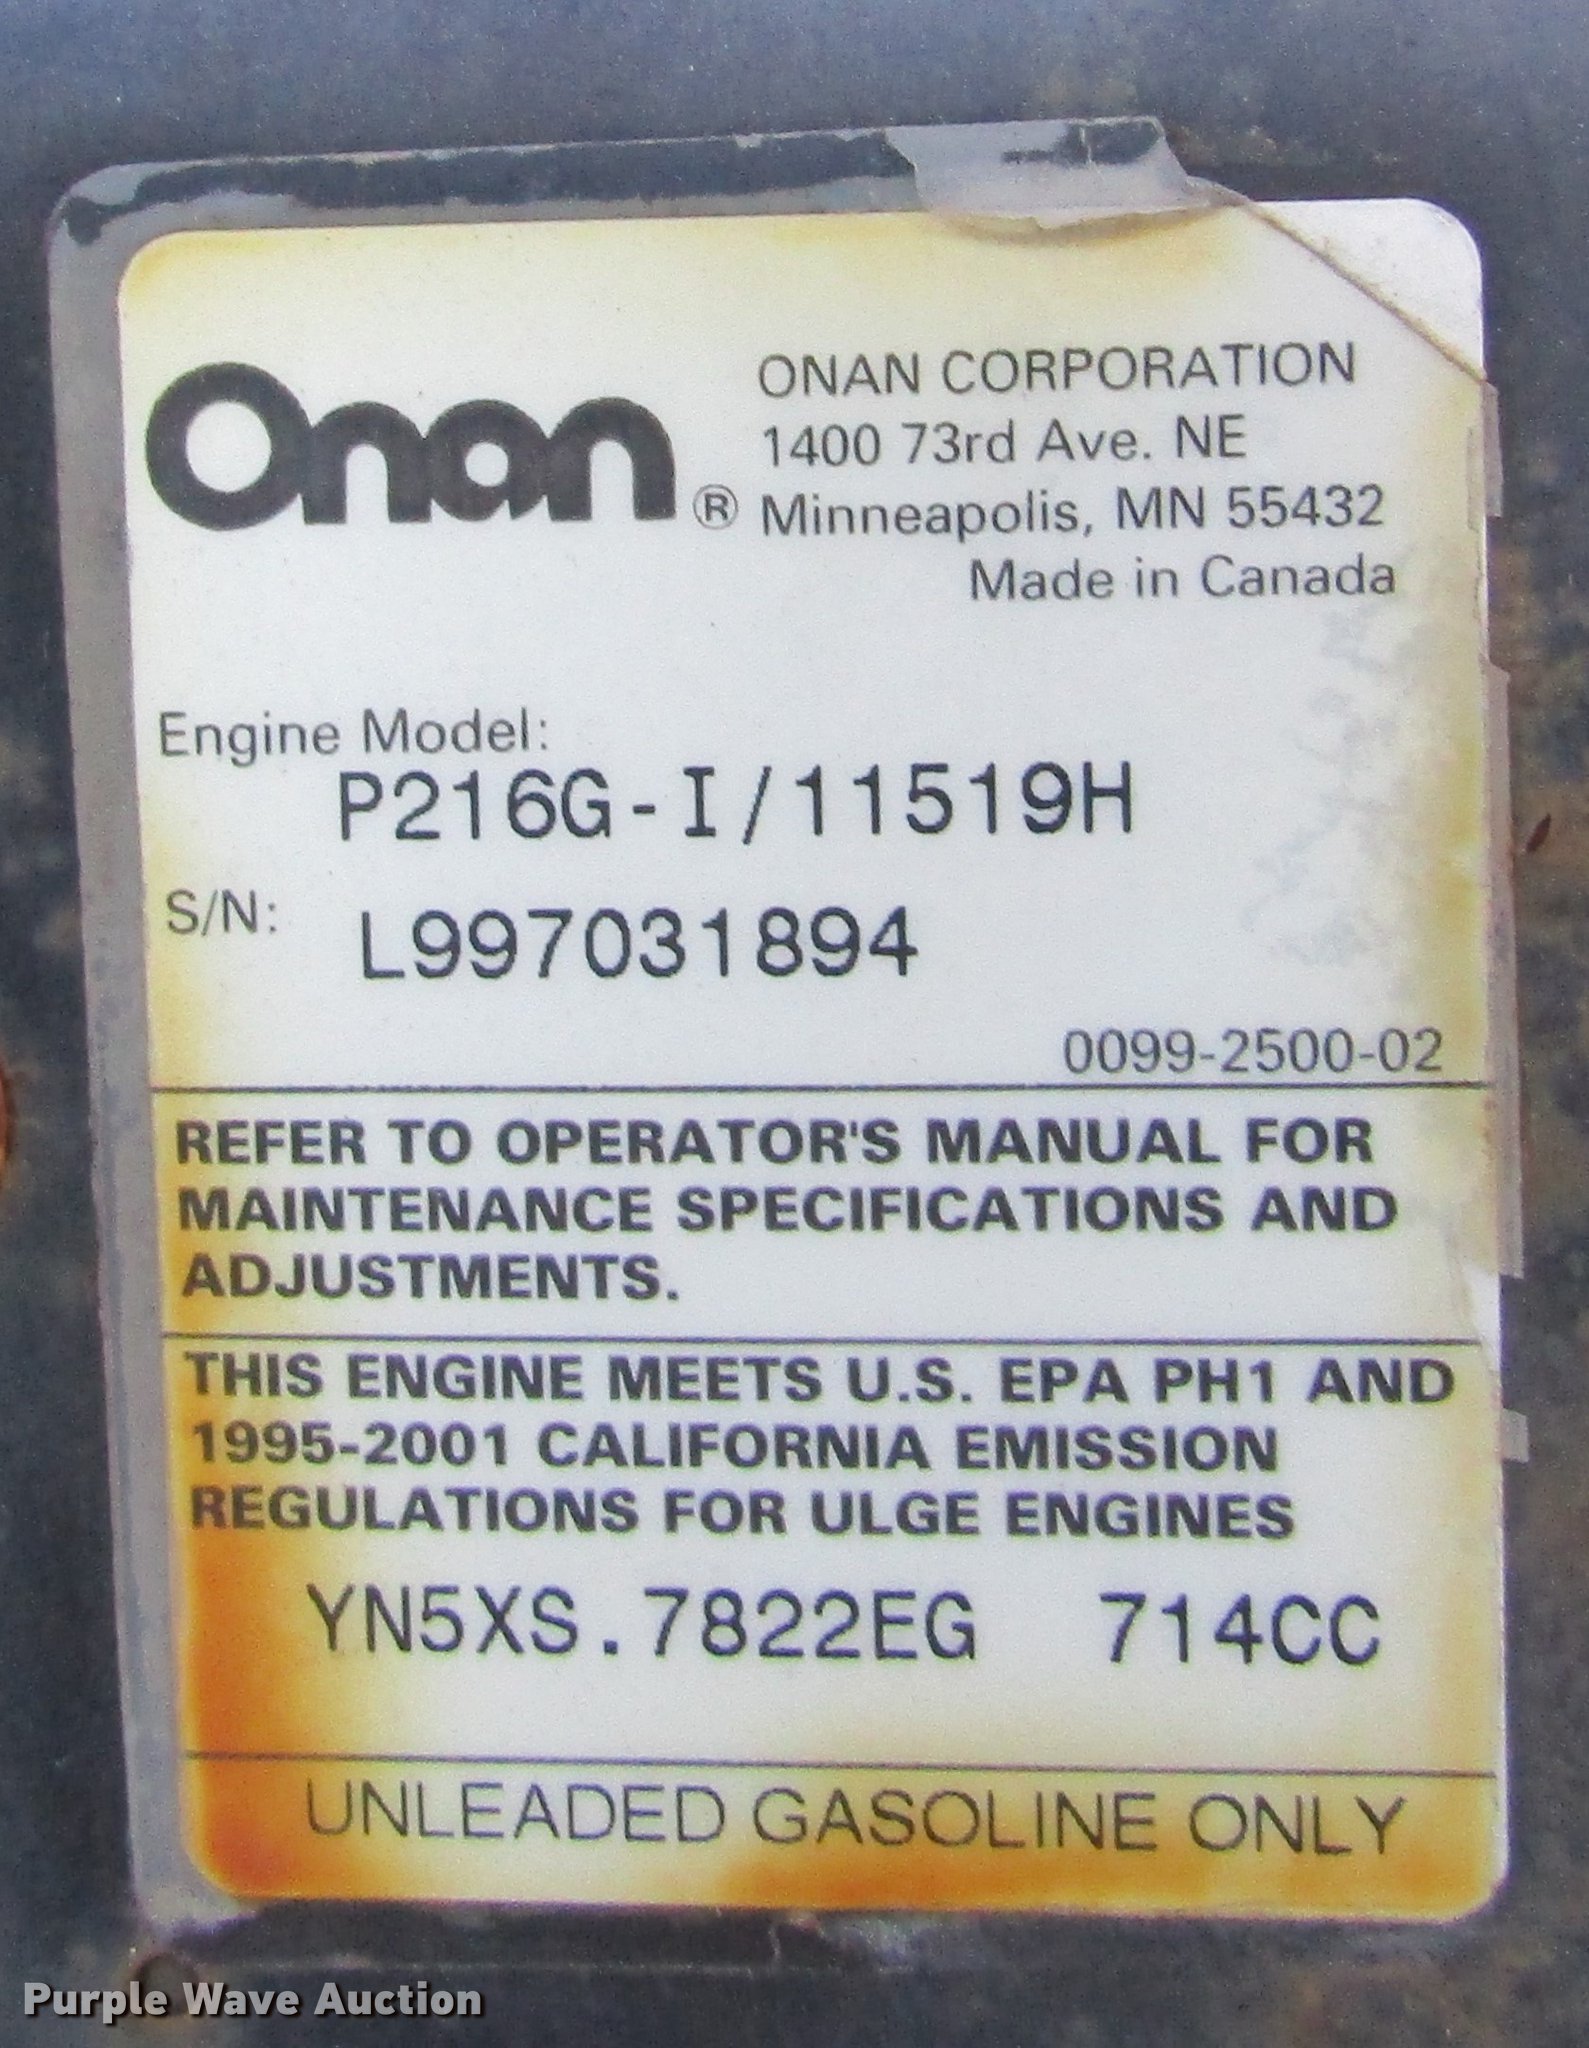 Onan®
ONAN CORPORATION
1400 73rd Ave. NE
Minneapolis, MN 55432
Made in Canada
Engine Model:
P216G-I/11519H
S/N: L997031894
0099-2500-02
REFER TO OPERATOR'S MANUAL FOR
MAINTENANCE SPECIFICATIONS AND
ADJUSTMENTS.
THIS ENGINE MEETS U.S. EPA PH1 AND
1995-2001 CALIFORNIA EMISSION
REGULATIONS FOR ULGE ENGINES
YN5XS.7822EG 714CC
UNLEADED GASOLINE ONLY
Purple Wave Auction